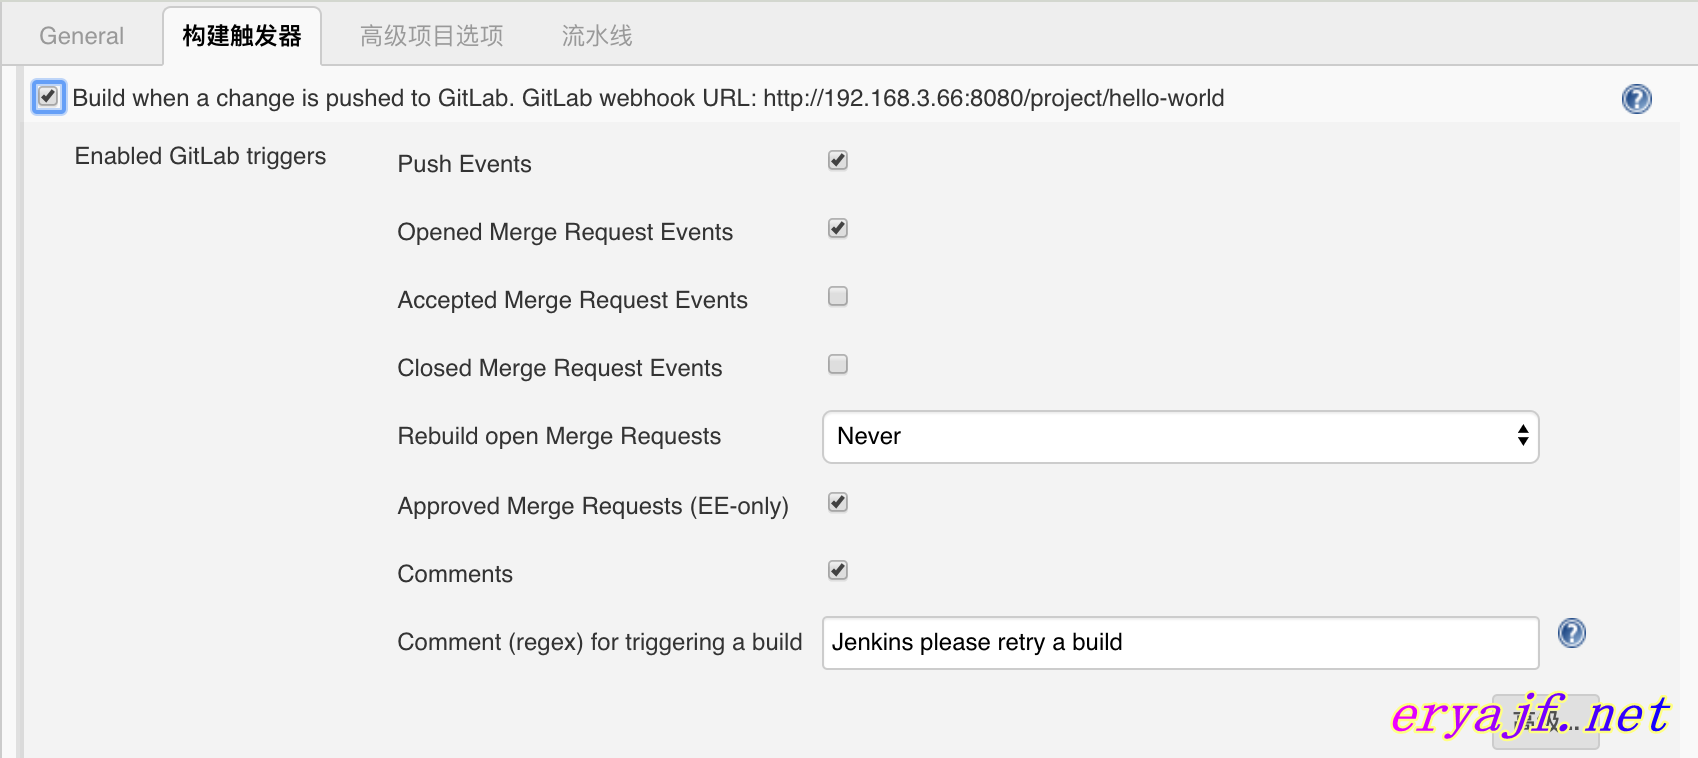 General 构建触发器 高级项目选项 流水线
Build when a change is pushed to GitLab. GitLab webhook URL: http://192.168.3.66:8080/project/hello-world
Enabled GitLab triggers
Push Events
Opened Merge Request Events
Accepted Merge Request Events
Closed Merge Request Events
Rebuild open Merge Requests Never
Approved Merge Requests (EE-only)
Comments
Comment (regex) for triggering a build Jenkins please retry a build
高级...
eryajf.net